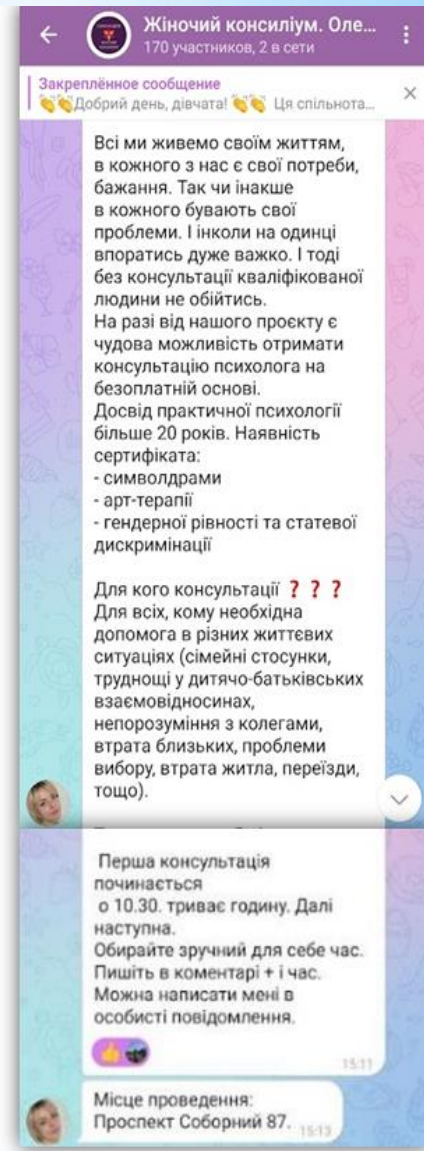 Жіночий консиліум. Оле...
170 участников, 2 в сети
Закреплённое сообщение
👏👏Добрий день, дівчата! 👏👏 Ця спільнота...
Всі ми живемо своїм життям,
в кожного з нас є свої потреби,
бажання. Так чи інакше
в кожного бувають свої
проблеми. І інколи на одинці
впоратись дуже важко. І тоді
без консультації кваліфікованої
людини не обійтись.
На разі від нашого проєкту є
чудова можливість отримати
консультацію психолога на
безоплатній основі.
Досвід практичної психології
більше 20 років. Наявність
сертифіката:
- символдрами
- арт-терапії
- гендерної рівності та статевої
дискримінації
Для кого консультації ❓❓❓
Для всіх, кому необхідна
допомога в різних життєвих
ситуаціях (сімейні стосунки,
труднощі у дитячо-батьківських
взаємовідносинах,
непорозуміння з колегами,
втрата близьких, проблеми
вибору, втрата житла, переїзди,
тощо).
Перша консультація
починається
о 10.30. триває годину. Далі
наступна.
Обирайте зручний для себе час.
Пишіть в коментарі + і час.
Можна написати мені в
особисті повідомлення.
15:11
Місце проведення:
Проспект Соборний 87.
15:13